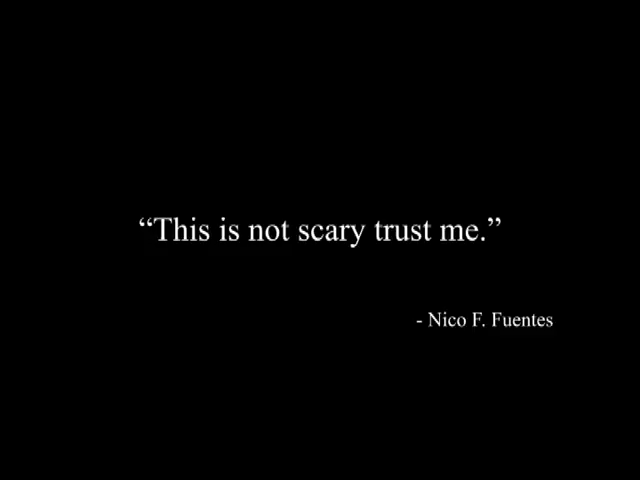 “This is not scary trust me.”
- Nico F. Fuentes